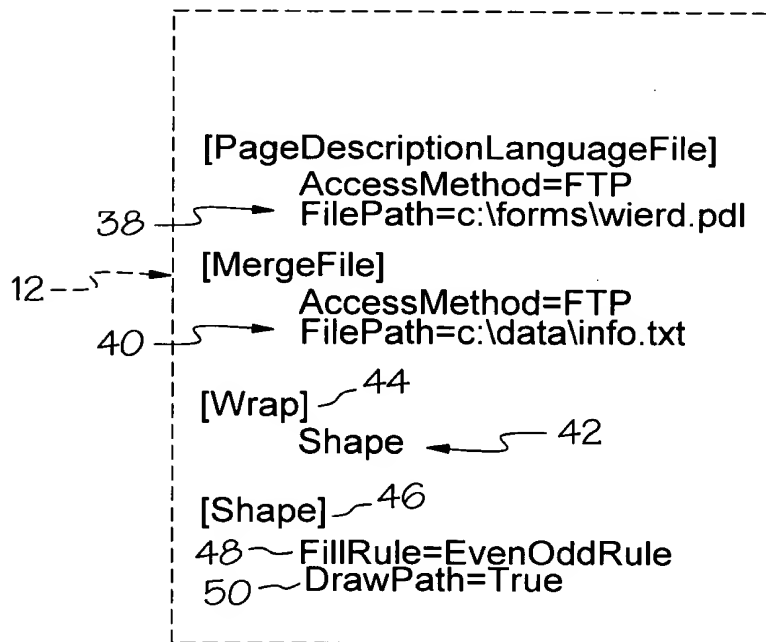 [PageDescriptionLanguageFile]
AccessMethod=FTP
38 FilePath=c:\forms\wierd.pdl
12 [MergeFile]
AccessMethod=FTP
40 FilePath=c:\data\info.txt
[Wrap] 44
Shape 42
[Shape] 46
48 FillRule=EvenOddRule
50 DrawPath=True